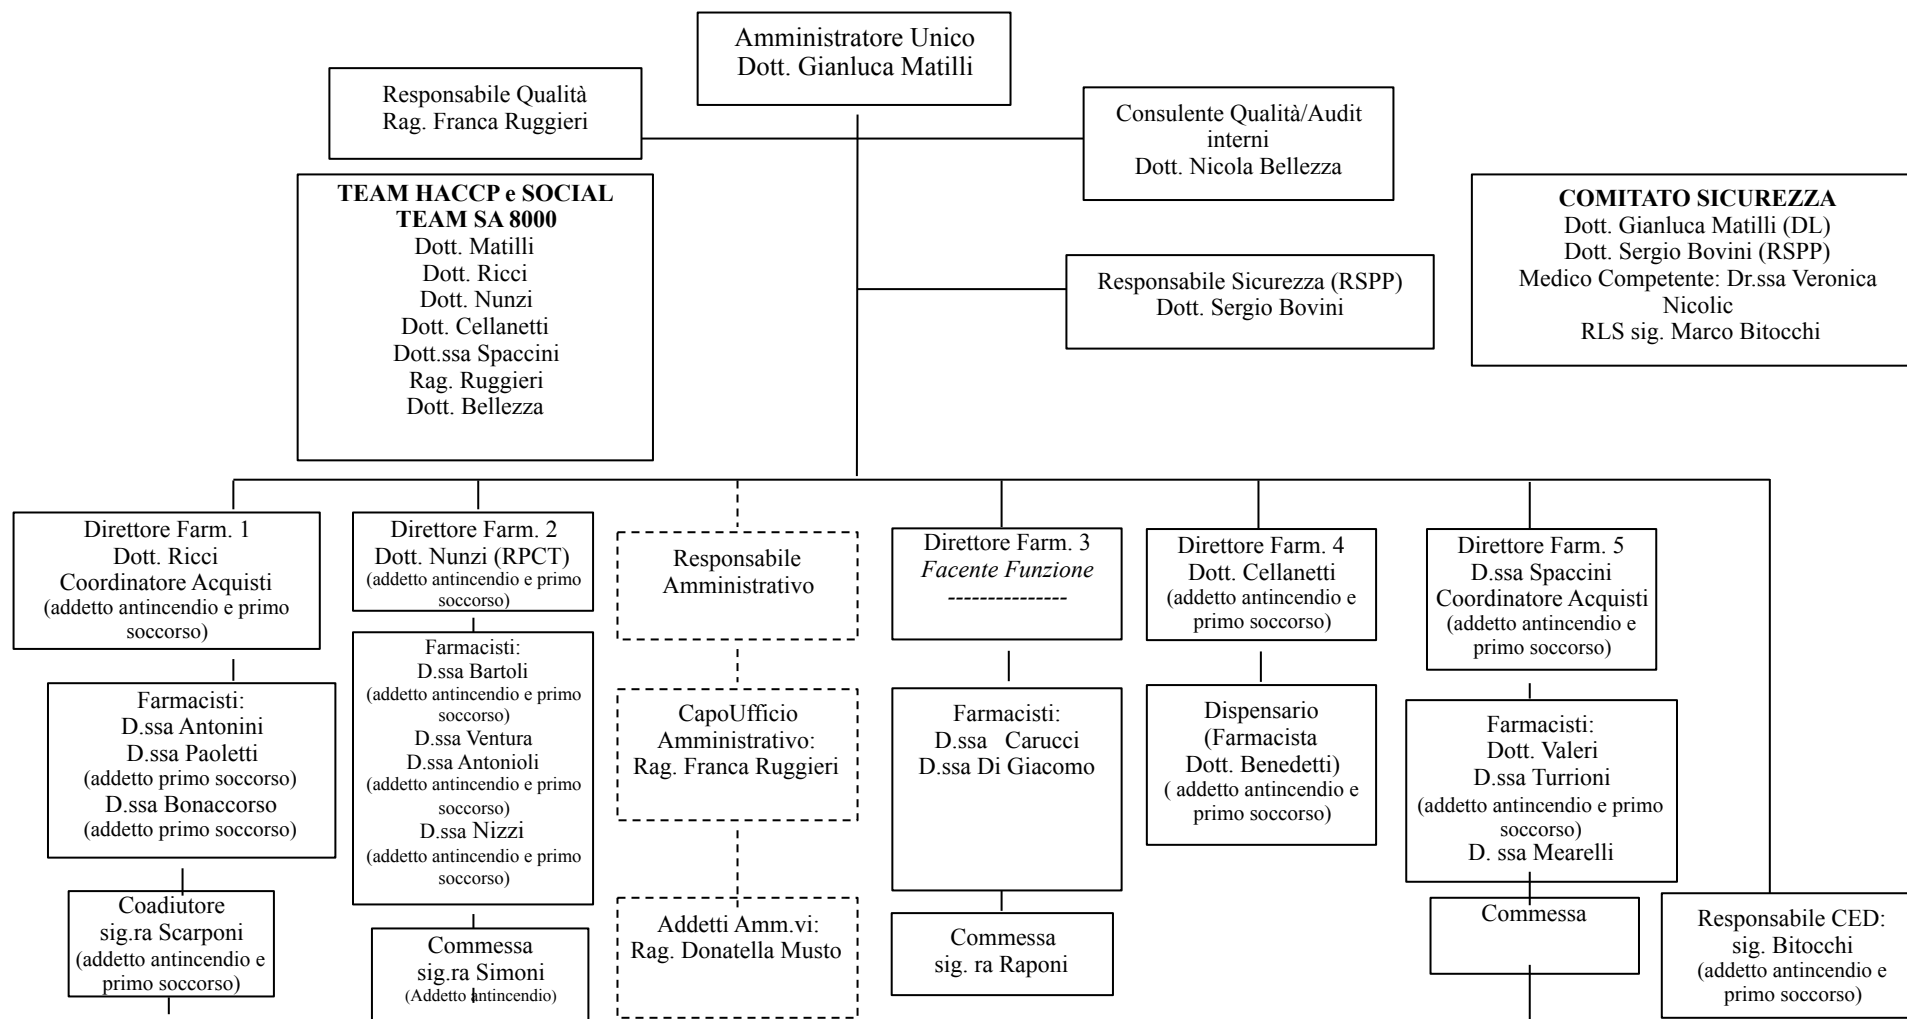 Amministratore Unico
Dott. Gianluca Matilli
Responsabile Qualità
Rag. Franca Ruggieri
Consulente Qualità/Audit
interni
Dott. Nicola Bellezza
TEAM HACCP e SOCIAL
TEAM SA 8000
Dott. Matilli
Dott. Ricci
Dott. Nunzi
Dott. Cellanetti
Dott.ssa Spaccini
Rag. Ruggieri
Dott. Bellezza
Responsabile Sicurezza (RSPP)
Dott. Sergio Bovini
COMITATO SICUREZZA
Dott. Gianluca Matilli (DL)
Dott. Sergio Bovini (RSPP)
Medico Competente: Dr.ssa Veronica
Nicolic
RLS sig. Marco Bitocchi
Direttore Farm. 1
Dott. Ricci
Coordinatore Acquisti
(addetto antincendio e primo
soccorso)
Farmacisti:
D.ssa Antonini
D.ssa Paoletti
(addetto primo soccorso)
D.ssa Bonaccorso
(addetto primo soccorso)
Coadiutore
sig.ra Scarponi
(addetto antincendio e
primo soccorso)
Direttore Farm. 2
Dott. Nunzi (RPCT)
(addetto antincendio e primo
soccorso)
Farmacisti:
D.ssa Bartoli
(addetto antincendio e primo
soccorso)
D.ssa Ventura
D.ssa Antonioli
(addetto antincendio e primo
soccorso)
D.ssa Nizzi
(addetto antincendio e primo
soccorso)
Commessa
sig.ra Simoni
(Addetto antincendio)
Responsabile
Amministrativo
CapoUfficio
Amministrativo:
Rag. Franca Ruggieri
Addetti Amm.vi:
Rag. Donatella Musto
Direttore Farm. 3
Facente Funzione
---------------
Farmacisti:
D.ssa Carucci
D.ssa Di Giacomo
Commessa
sig. ra Raponi
Direttore Farm. 4
Dott. Cellanetti
(addetto antincendio e
primo soccorso)
Dispensario
(Farmacista
Dott. Benedetti)
( addetto antincendio e
primo soccorso)
Direttore Farm. 5
D.ssa Spaccini
Coordinatore Acquisti
(addetto antincendio e
primo soccorso)
Farmacisti:
Dott. Valeri
D.ssa Turrioni
(addetto antincendio e primo
soccorso)
D. ssa Mearelli
Commessa
Responsabile CED:
sig. Bitocchi
(addetto antincendio e
primo soccorso)